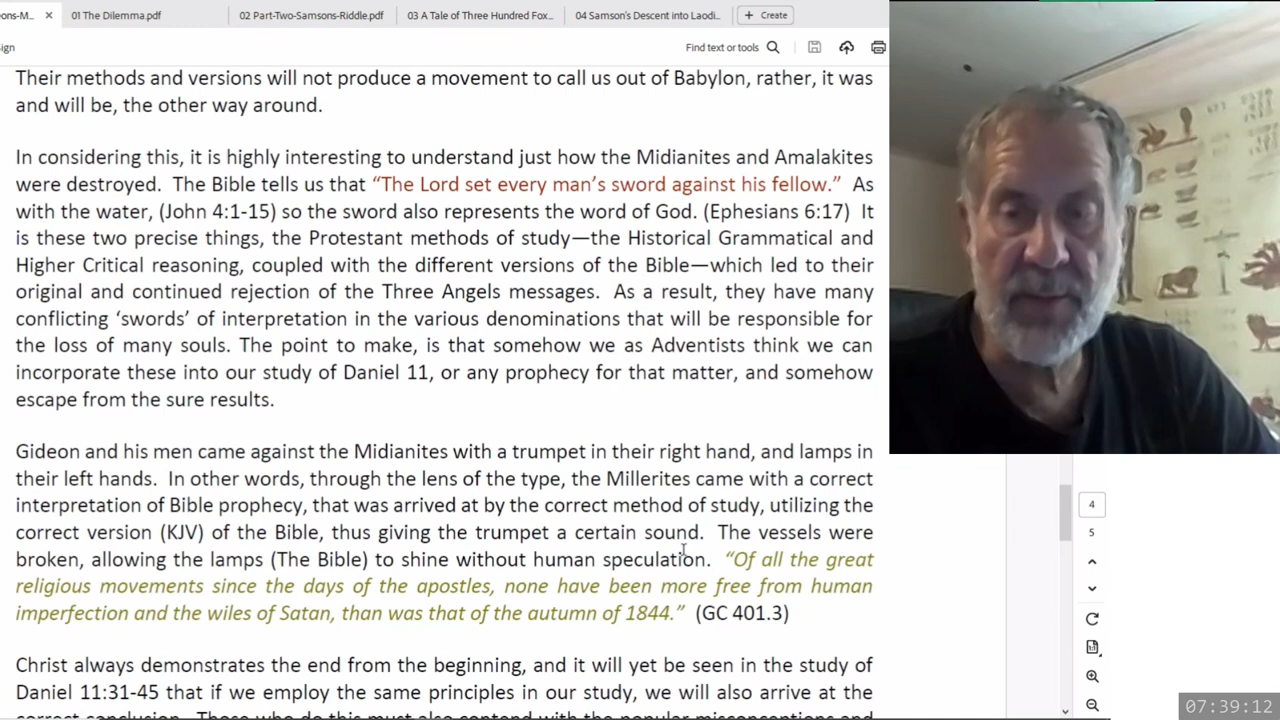 eons-M...
01 The Dilemma.pdf
02 Part-Two-Samsons-Riddle.pdf
03 A Tale of Three Hundred Fox...
04 Samson's Descent into Laodi...
Create
ign
Find text or tools
Their methods and versions will not produce a movement to call us out of Babylon, rather, it was
and will be, the other way around.
In considering this, it is highly interesting to understand just how the Midianites and Amalakites
were destroyed. The Bible tells us that “The Lord set every man’s sword against his fellow.” As
with the water, (John 4:1-15) so the sword also represents the word of God. (Ephesians 6:17) It
is these two precise things, the Protestant methods of study—the Historical Grammatical and
Higher Critical reasoning, coupled with the different versions of the Bible—which led to their
original and continued rejection of the Three Angels messages. As a result, they have many
conflicting ‘swords’ of interpretation in the various denominations that will be responsible for
the loss of many souls. The point to make, is that somehow we as Adventists think we can
incorporate these into our study of Daniel 11, or any prophecy for that matter, and somehow
escape from the sure results.
Gideon and his men came against the Midianites with a trumpet in their right hand, and lamps in
their left hands. In other words, through the lens of the type, the Millerites came with a correct
interpretation of Bible prophecy, that was arrived at by the correct method of study, utilizing the
correct version (KJV) of the Bible, thus giving the trumpet a certain sound. The vessels were
broken, allowing the lamps (The Bible) to shine without human speculation. “Of all the great
religious movements since the days of the apostles, none have been more free from human
imperfection and the wiles of Satan, than was that of the autumn of 1844.” (GC 401.3)
Christ always demonstrates the end from the beginning, and it will yet be seen in the study of
Daniel 11:31-45 that if we employ the same principles in our study, we will also arrive at the
correct conclusion. Those who do this must also contend with the popular misconceptions and
4
5
07:39:12